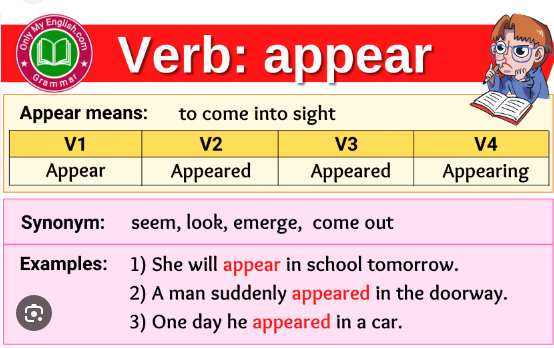 Only My English.com
Grammar
Verb: appear
Appear means: to come into sight
V1 V2 V3 V4
Appear Appeared Appeared Appearing
Synonym: seem, look, emerge, come out
Examples: 1) She will appear in school tomorrow.
2) A man suddenly appeared in the doorway.
3) One day he appeared in a car.